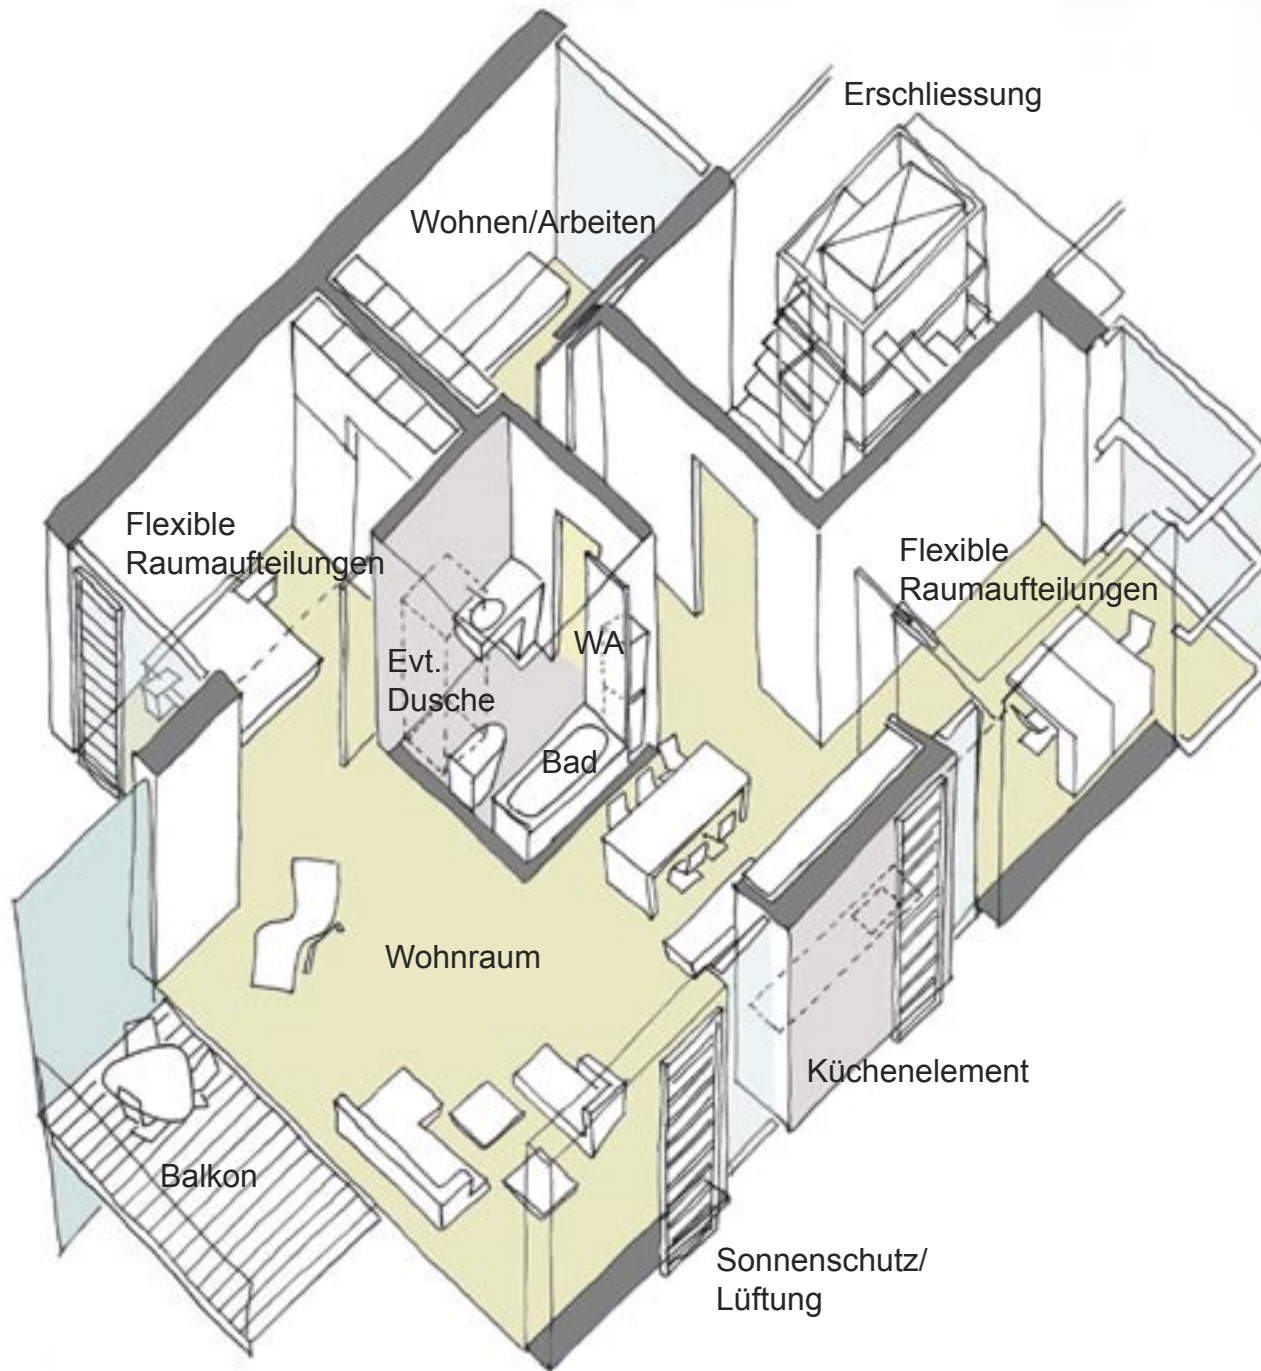 Erschliessung
Wohnen/Arbeiten
Flexible
Raumaufteilungen
Flexible
Raumaufteilungen
WA
Evt.
Dusche
Bad
Wohnraum
Küchenelement
Balkon
Sonnenschutz/
Lüftung